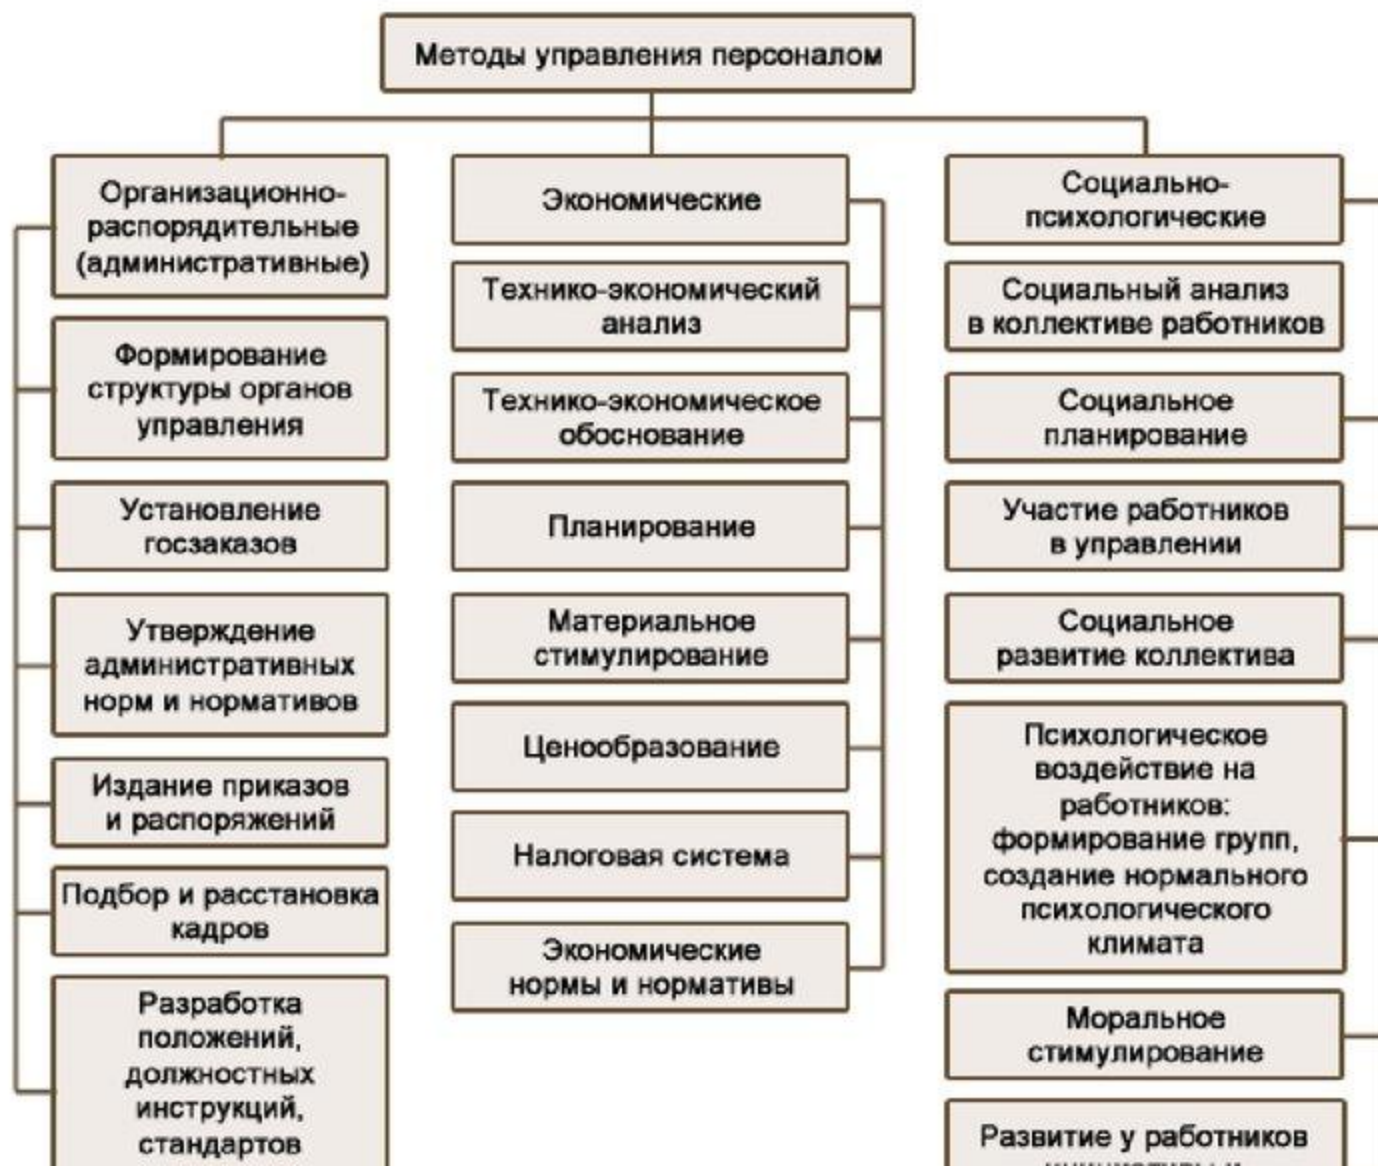 Методы управления персоналом
Организационно-
распорядительные
(административные)
Формирование
структуры органов
управления
Установление
госзаказов
Утверждение
административных
норм и нормативов
Издание приказов
и распоряжений
Подбор и расстановка
кадров
Разработка
положений,
должностных
инструкций,
стандартов
Экономические
Технико-экономический
анализ
Технико-экономическое
обоснование
Планирование
Материальное
стимулирование
Ценообразование
Налоговая система
Экономические
нормы и нормативы
Социально-
психологические
Социальный анализ
в коллективе работников
Социальное
планирование
Участие работников
в управлении
Социальное
развитие коллектива
Психологическое
воздействие на
работников:
формирование групп,
создание нормального
психологического
климата
Моральное
стимулирование
Развитие у работников